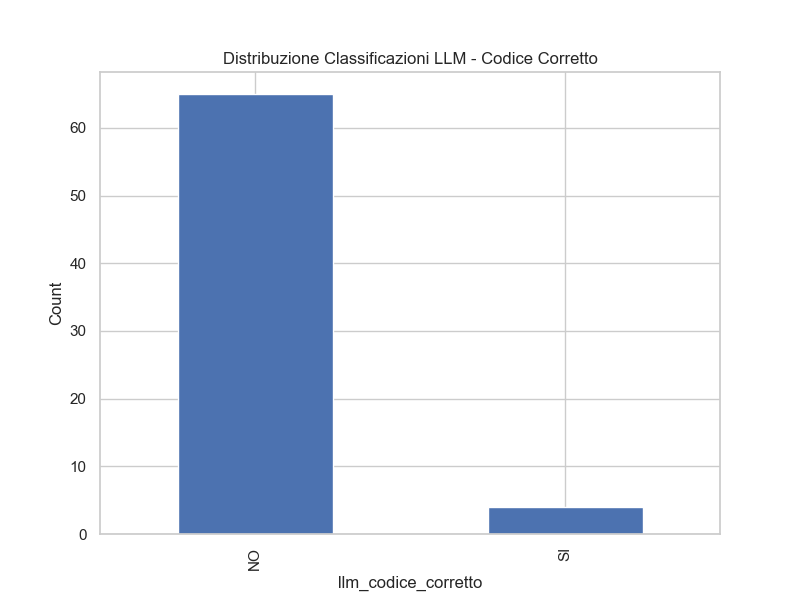 Distribuzione Classificazioni LLM - Codice Corretto
60
50
40
30
20
10
0
Count
NO
SI
llm_codice_corretto